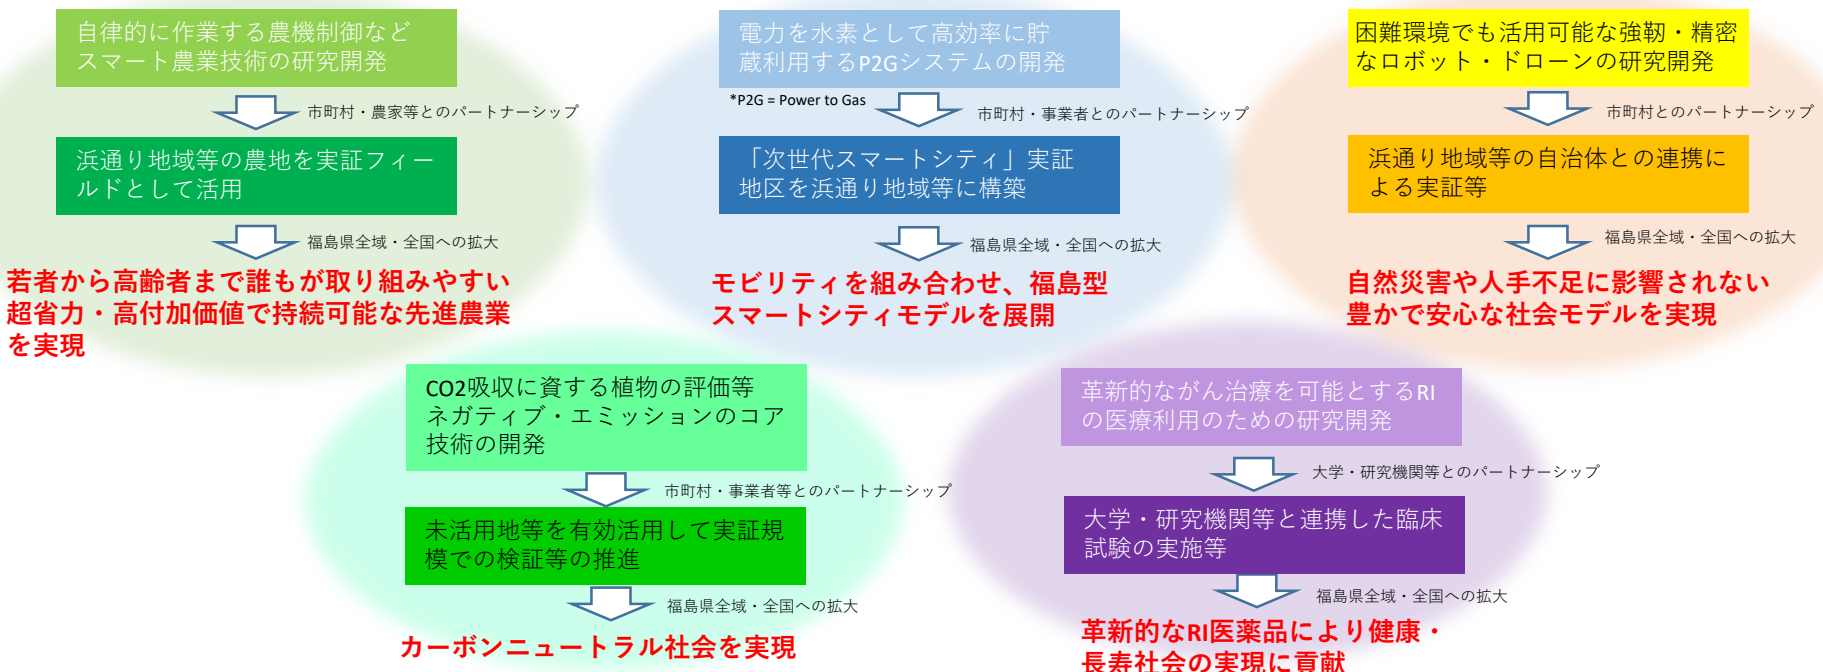 自律的に作業する農機制御など
スマート農業技術の研究開発
市町村・農家等とのパートナーシップ
浜通り地域等の農地を実証フィー
ルドとして活用
福島県全域・全国への拡大
若者から高齢者まで誰もが取り組みやすい
超省力・高付加価値で持続可能な先進農業
を実現
電力を水素として高効率に貯
蔵利用するP2Gシステムの開発
*P2G = Power to Gas
市町村・事業者とのパートナーシップ
「次世代スマートシティ」実証
地区を浜通り地域等に構築
福島県全域・全国への拡大
モビリティを組み合わせ、福島型
スマートシティモデルを展開
困難環境でも活用可能な強靭・精密
なロボット・ドローンの研究開発
市町村とのパートナーシップ
浜通り地域等の自治体との連携に
よる実証等
福島県全域・全国への拡大
自然災害や人手不足に影響されない
豊かで安心な社会モデルを実現
CO2吸収に資する植物の評価等
ネガティブ・エミッションのコア
技術の開発
市町村・事業者等とのパートナーシップ
未活用地等を有効活用して実証規
模での検証等の推進
福島県全域・全国への拡大
カーボンニュートラル社会を実現
革新的ながん治療を可能とするRI
の医療利用のための研究開発
大学・研究機関等とのパートナーシップ
大学・研究機関等と連携した臨床
試験の実施等
福島県全域・全国への拡大
革新的なRI医薬品により健康・
長寿社会の実現に貢献